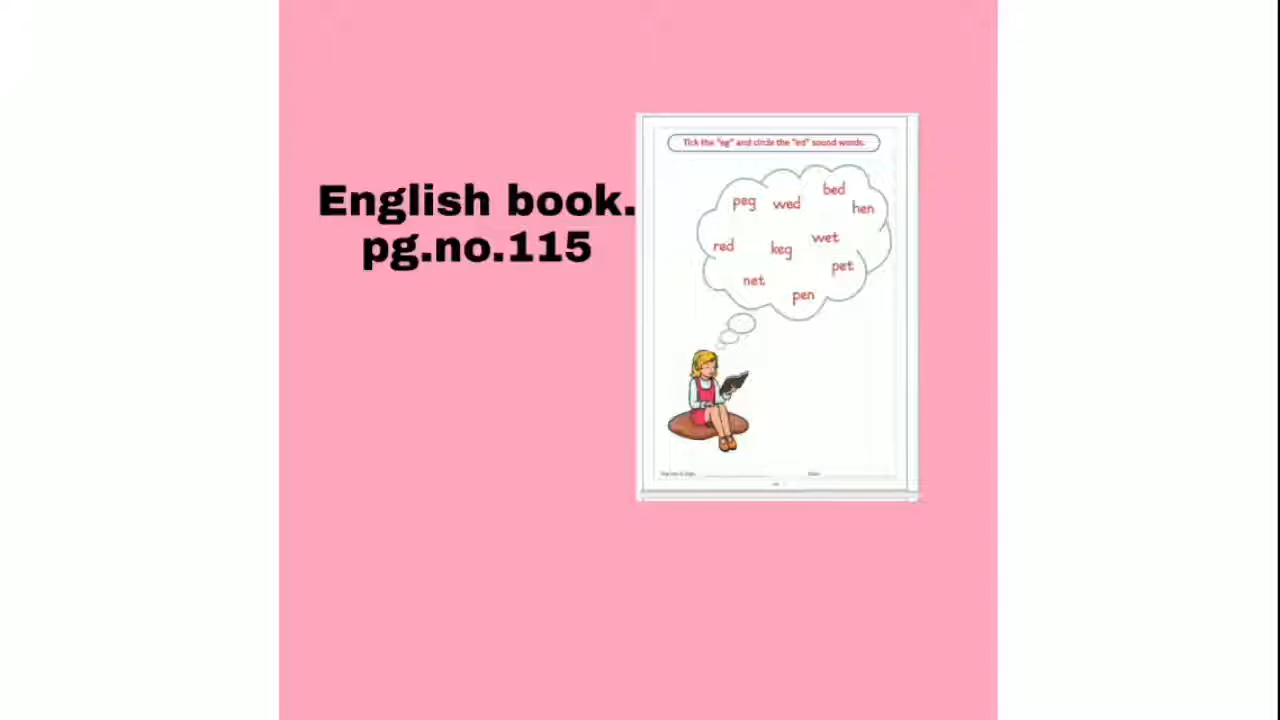 English book.
pg.no.115
Tick the "eg" and circle the "ed" sound words.
bed
peg wed
hen
red keg wet
pet
net
pen